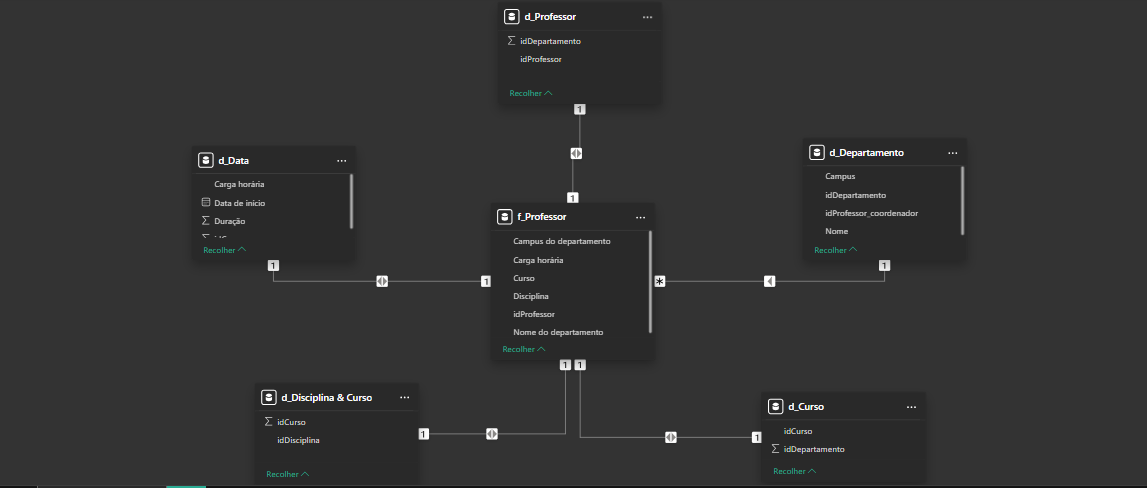 d_Professor
idDepartamento
idProfessor
Recolher
1
1
d_Data
Carga horária
Data de início
Duração
Recolher
1
1
d_Departamento
Campus
idDepartamento
idProfessor_coordenador
Nome
Recolher
1
*
f_Professor
Campus do departamento
Carga horária
Curso
Disciplina
idProfessor
Nome do departamento
Recolher
1 1
d_Disciplina & Curso
idCurso
idDisciplina
Recolher
1
d_Curso
idCurso
idDepartamento
Recolher
1